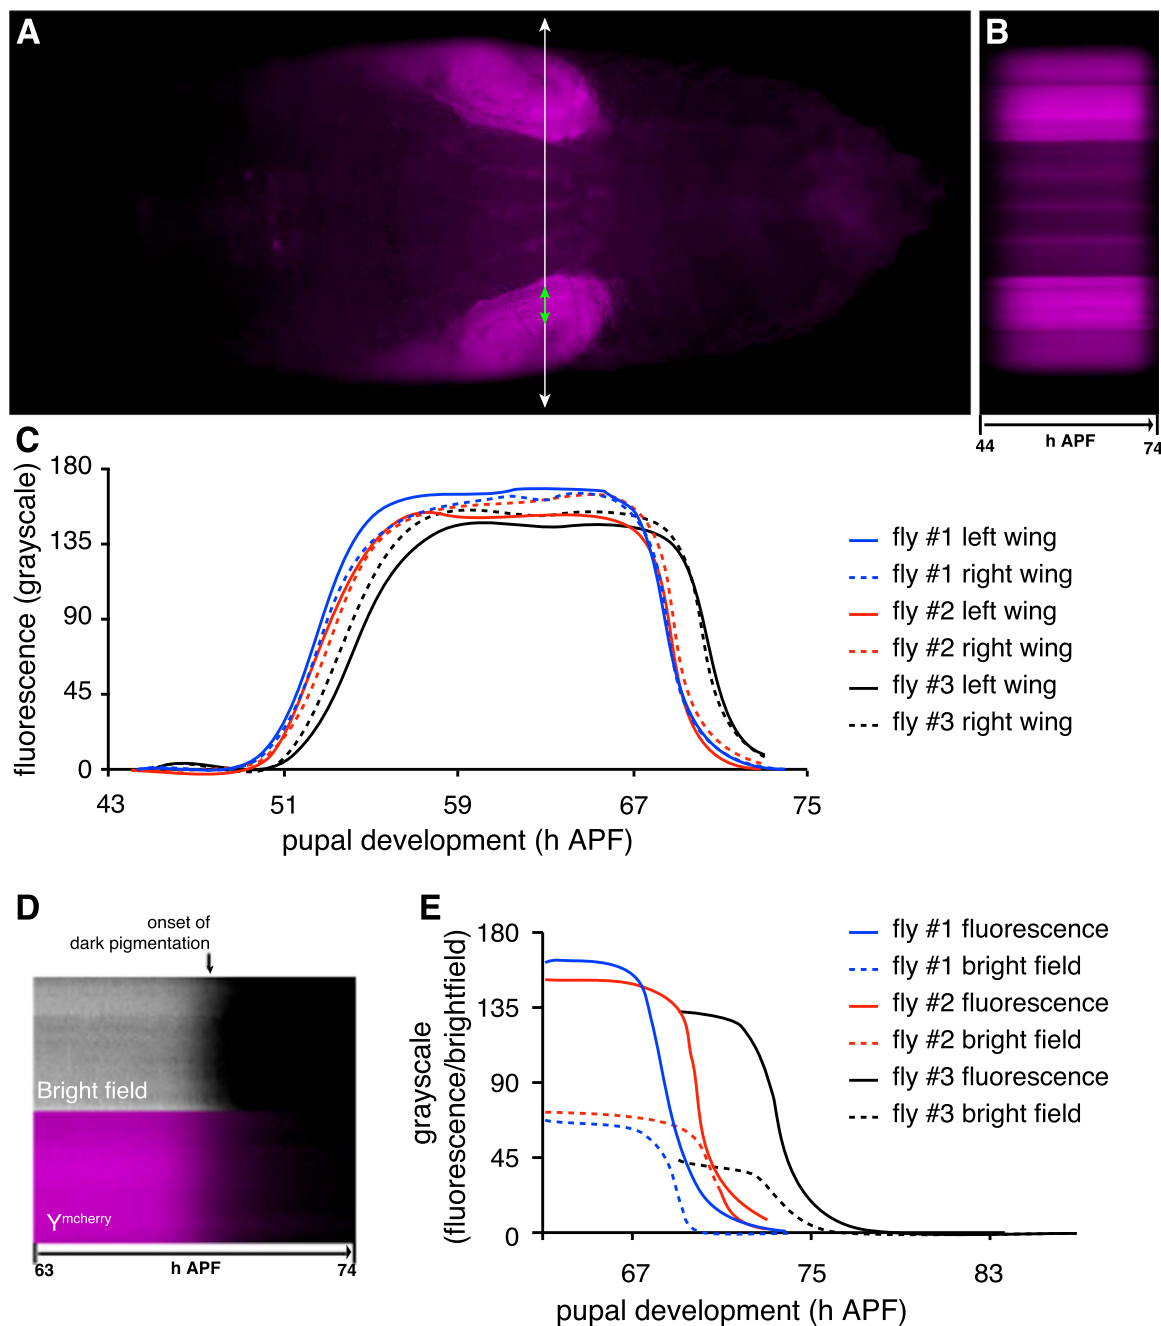 A
B
44
h APF
74
C
fluorescence (grayscale)
180
135
90
45
0
43
51
59
67
75
pupal development (h APF)
fly #1 left wing
fly #1 right wing
fly #2 left wing
fly #2 right wing
fly #3 left wing
fly #3 right wing
D
onset of
dark pigmentation
Bright field
Ymcherry
63
h APF
74
E
grayscale
(fluorescence/brightfield)
180
135
90
45
0
67
75
83
pupal development (h APF)
fly #1 fluorescence
fly #1 bright field
fly #2 fluorescence
fly #2 bright field
fly #3 fluorescence
fly #3 bright field